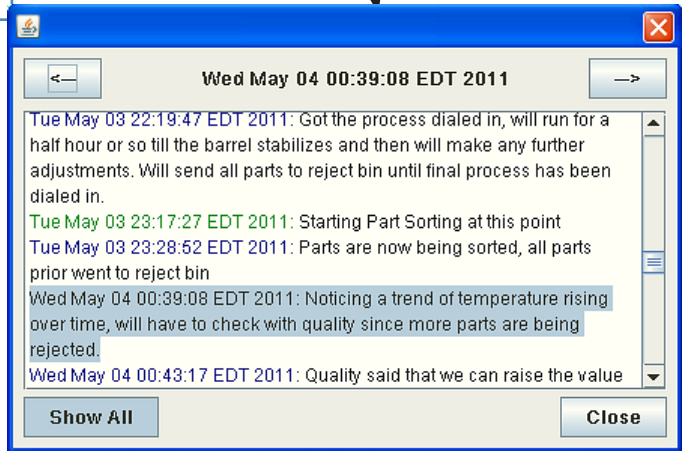 <— Wed May 04 00:39:08 EDT 2011 —>
Tue May 03 22:19:47 EDT 2011: Got the process dialed in, will run for a
half hour or so till the barrel stabilizes and then will make any further
adjustments. Will send all parts to reject bin until final process has been
dialed in.
Tue May 03 23:17:27 EDT 2011: Starting Part Sorting at this point
Tue May 03 23:28:52 EDT 2011: Parts are now being sorted, all parts
prior went to reject bin
Wed May 04 00:39:08 EDT 2011: Noticing a trend of temperature rising
over time, will have to check with quality since more parts are being
rejected.
Wed May 04 00:43:17 EDT 2011: Quality said that we can raise the value
Show All Close